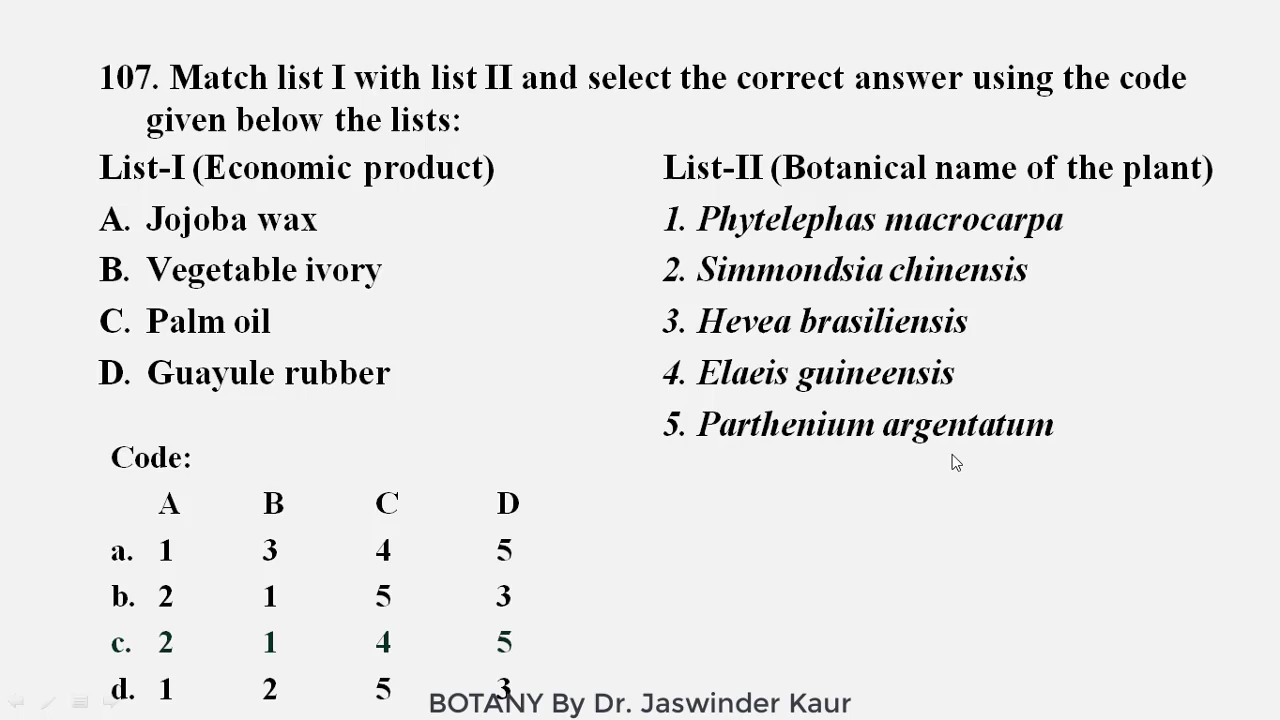 107. Match list I with list II and select the correct answer using the code
given below the lists:
List-I (Economic product) List-II (Botanical name of the plant)
A. Jojoba wax 1. Phytelephas macrocarpa
B. Vegetable ivory 2. Simmondsia chinensis
C. Palm oil 3. Hevea brasiliensis
D. Guayule rubber 4. Elaeis guineensis
5. Parthenium argentatum
Code:
A B C D
a. 1 3 4 5
b. 2 1 5 3
c. 2 1 4 5
d. 1 2 5 3
BOTANY By Dr. Jaswinder Kaur